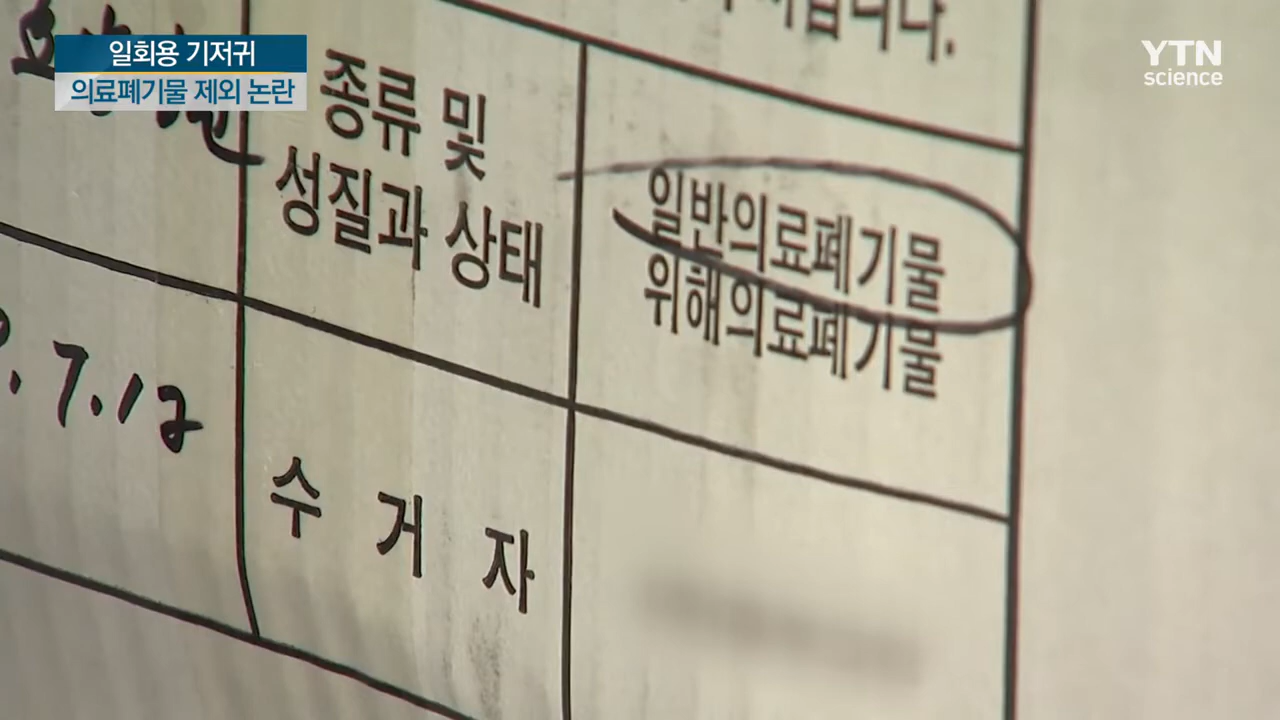 일회용 기저귀
의료폐기물 제외 논란
YTN
science
종류 및
성질과 상태
일반의료폐기물
위해의료폐기물
7.12
수 거 자